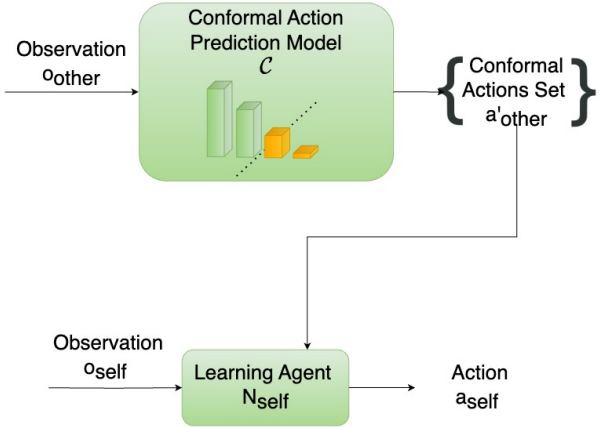 Conformal Action
Prediction Model
𝒞
Observation
o_other
{ Conformal
Actions Set }
a'_other
Observation
o_self
Learning Agent
N_self
Action
a_self